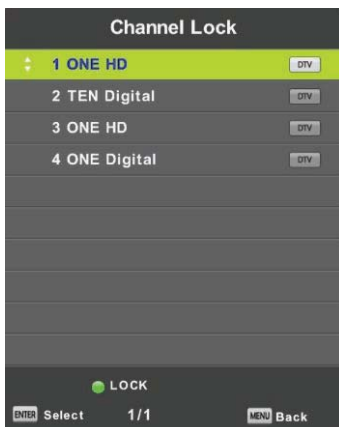 Channel Lock
1 ONE HD DTV
2 TEN Digital DTV
3 ONE HD DTV
4 ONE Digital DTV
LOCK
ENTER Select 1/1 MENU Back